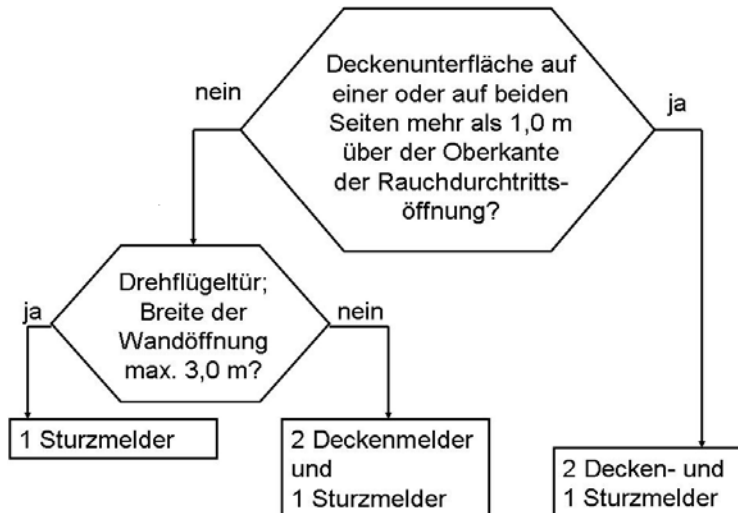 Deckenunterfläche auf
einer oder auf beiden
Seiten mehr als 1,0 m
über der Oberkante
der Rauchdurchtritts-
öffnung?
nein
ja
Drehflügeltür;
Breite der
Wandöffnung
max. 3,0 m?
ja
nein
1 Sturzmelder
2 Deckenmelder
und
1 Sturzmelder
2 Decken- und
1 Sturzmelder